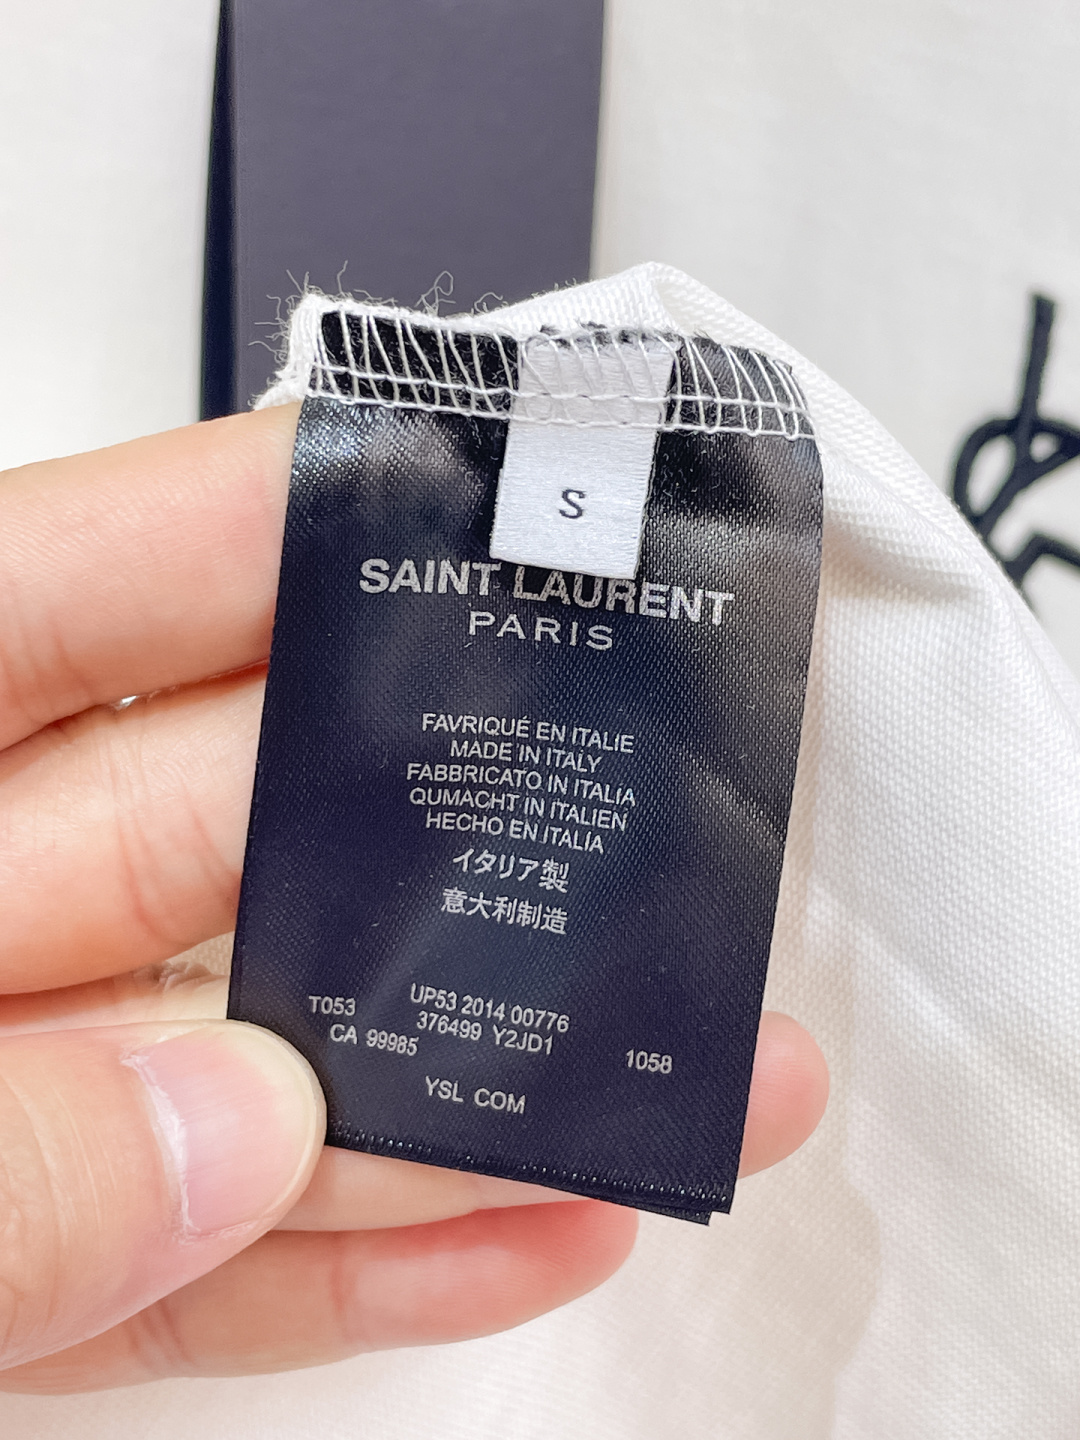 S
SAINT LAURENT
PARIS
FAVRIQUÉ EN ITALIE
MADE IN ITALY
FABBRICATO IN ITALIA
QUMACHT IN ITALIEN
HECHO EN ITALIA
イタリア製
意大利制造
T053 UP53 2014 00776
376499 Y2JD1
CA 99985 1058
YSL COM